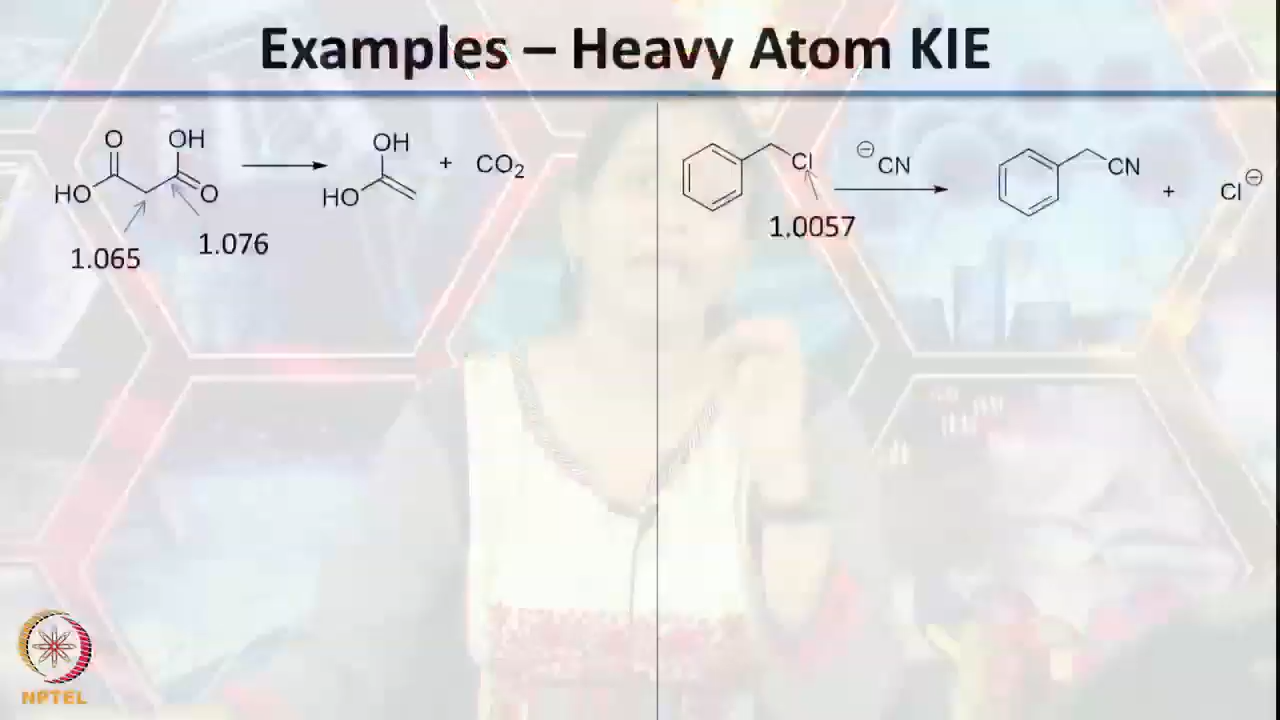 Examples – Heavy Atom KIE
O OH
HO O
1.065
1.076
OH
HO
+ CO₂
Cl
1.0057
⊖CN
CN
+ Cl⊖
NPTEL